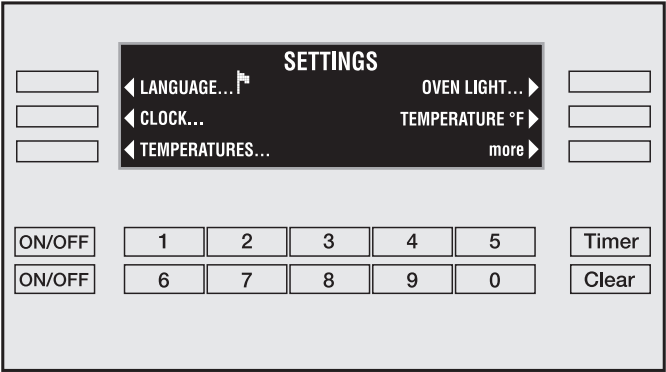 SETTINGS
LANGUAGE... OVEN LIGHT...
CLOCK... TEMPERATURE °F
TEMPERATURES... more
ON/OFF 1 2 3 4 5 Timer
ON/OFF 6 7 8 9 0 Clear